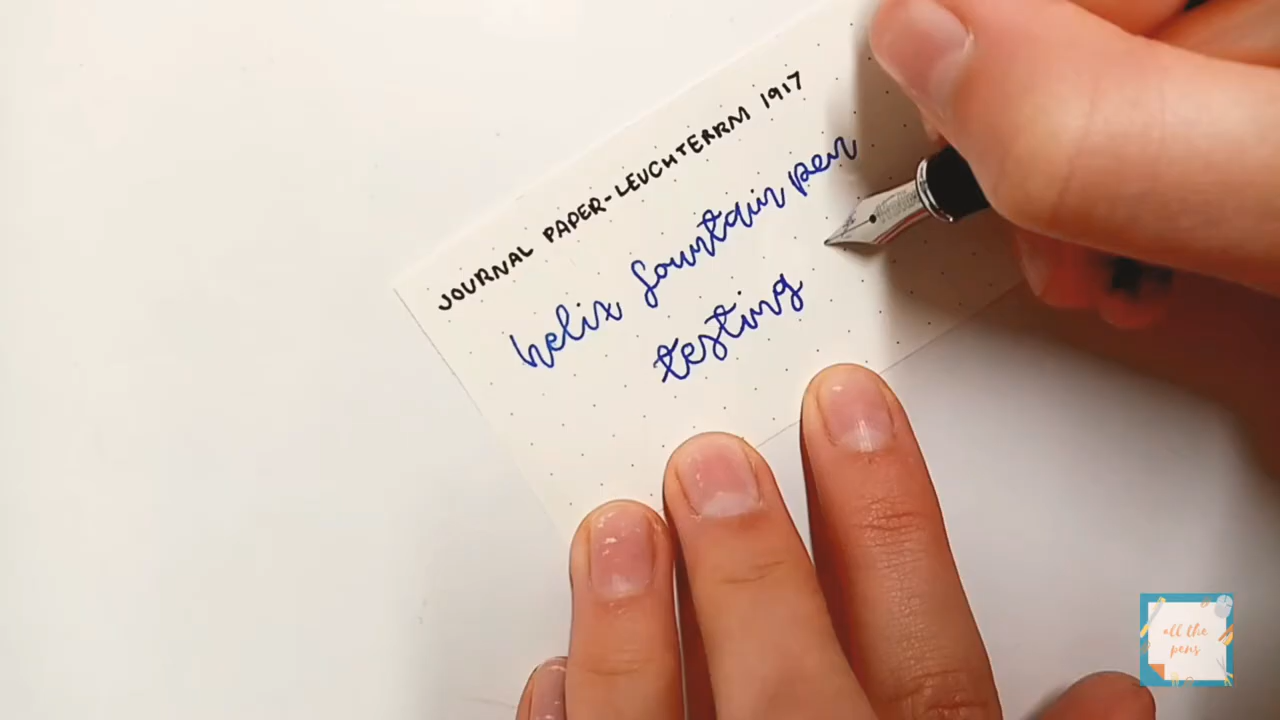 JOURNAL PAPER-LEUCHTERRM 1917
helix fountain pen
testing
all the
pens